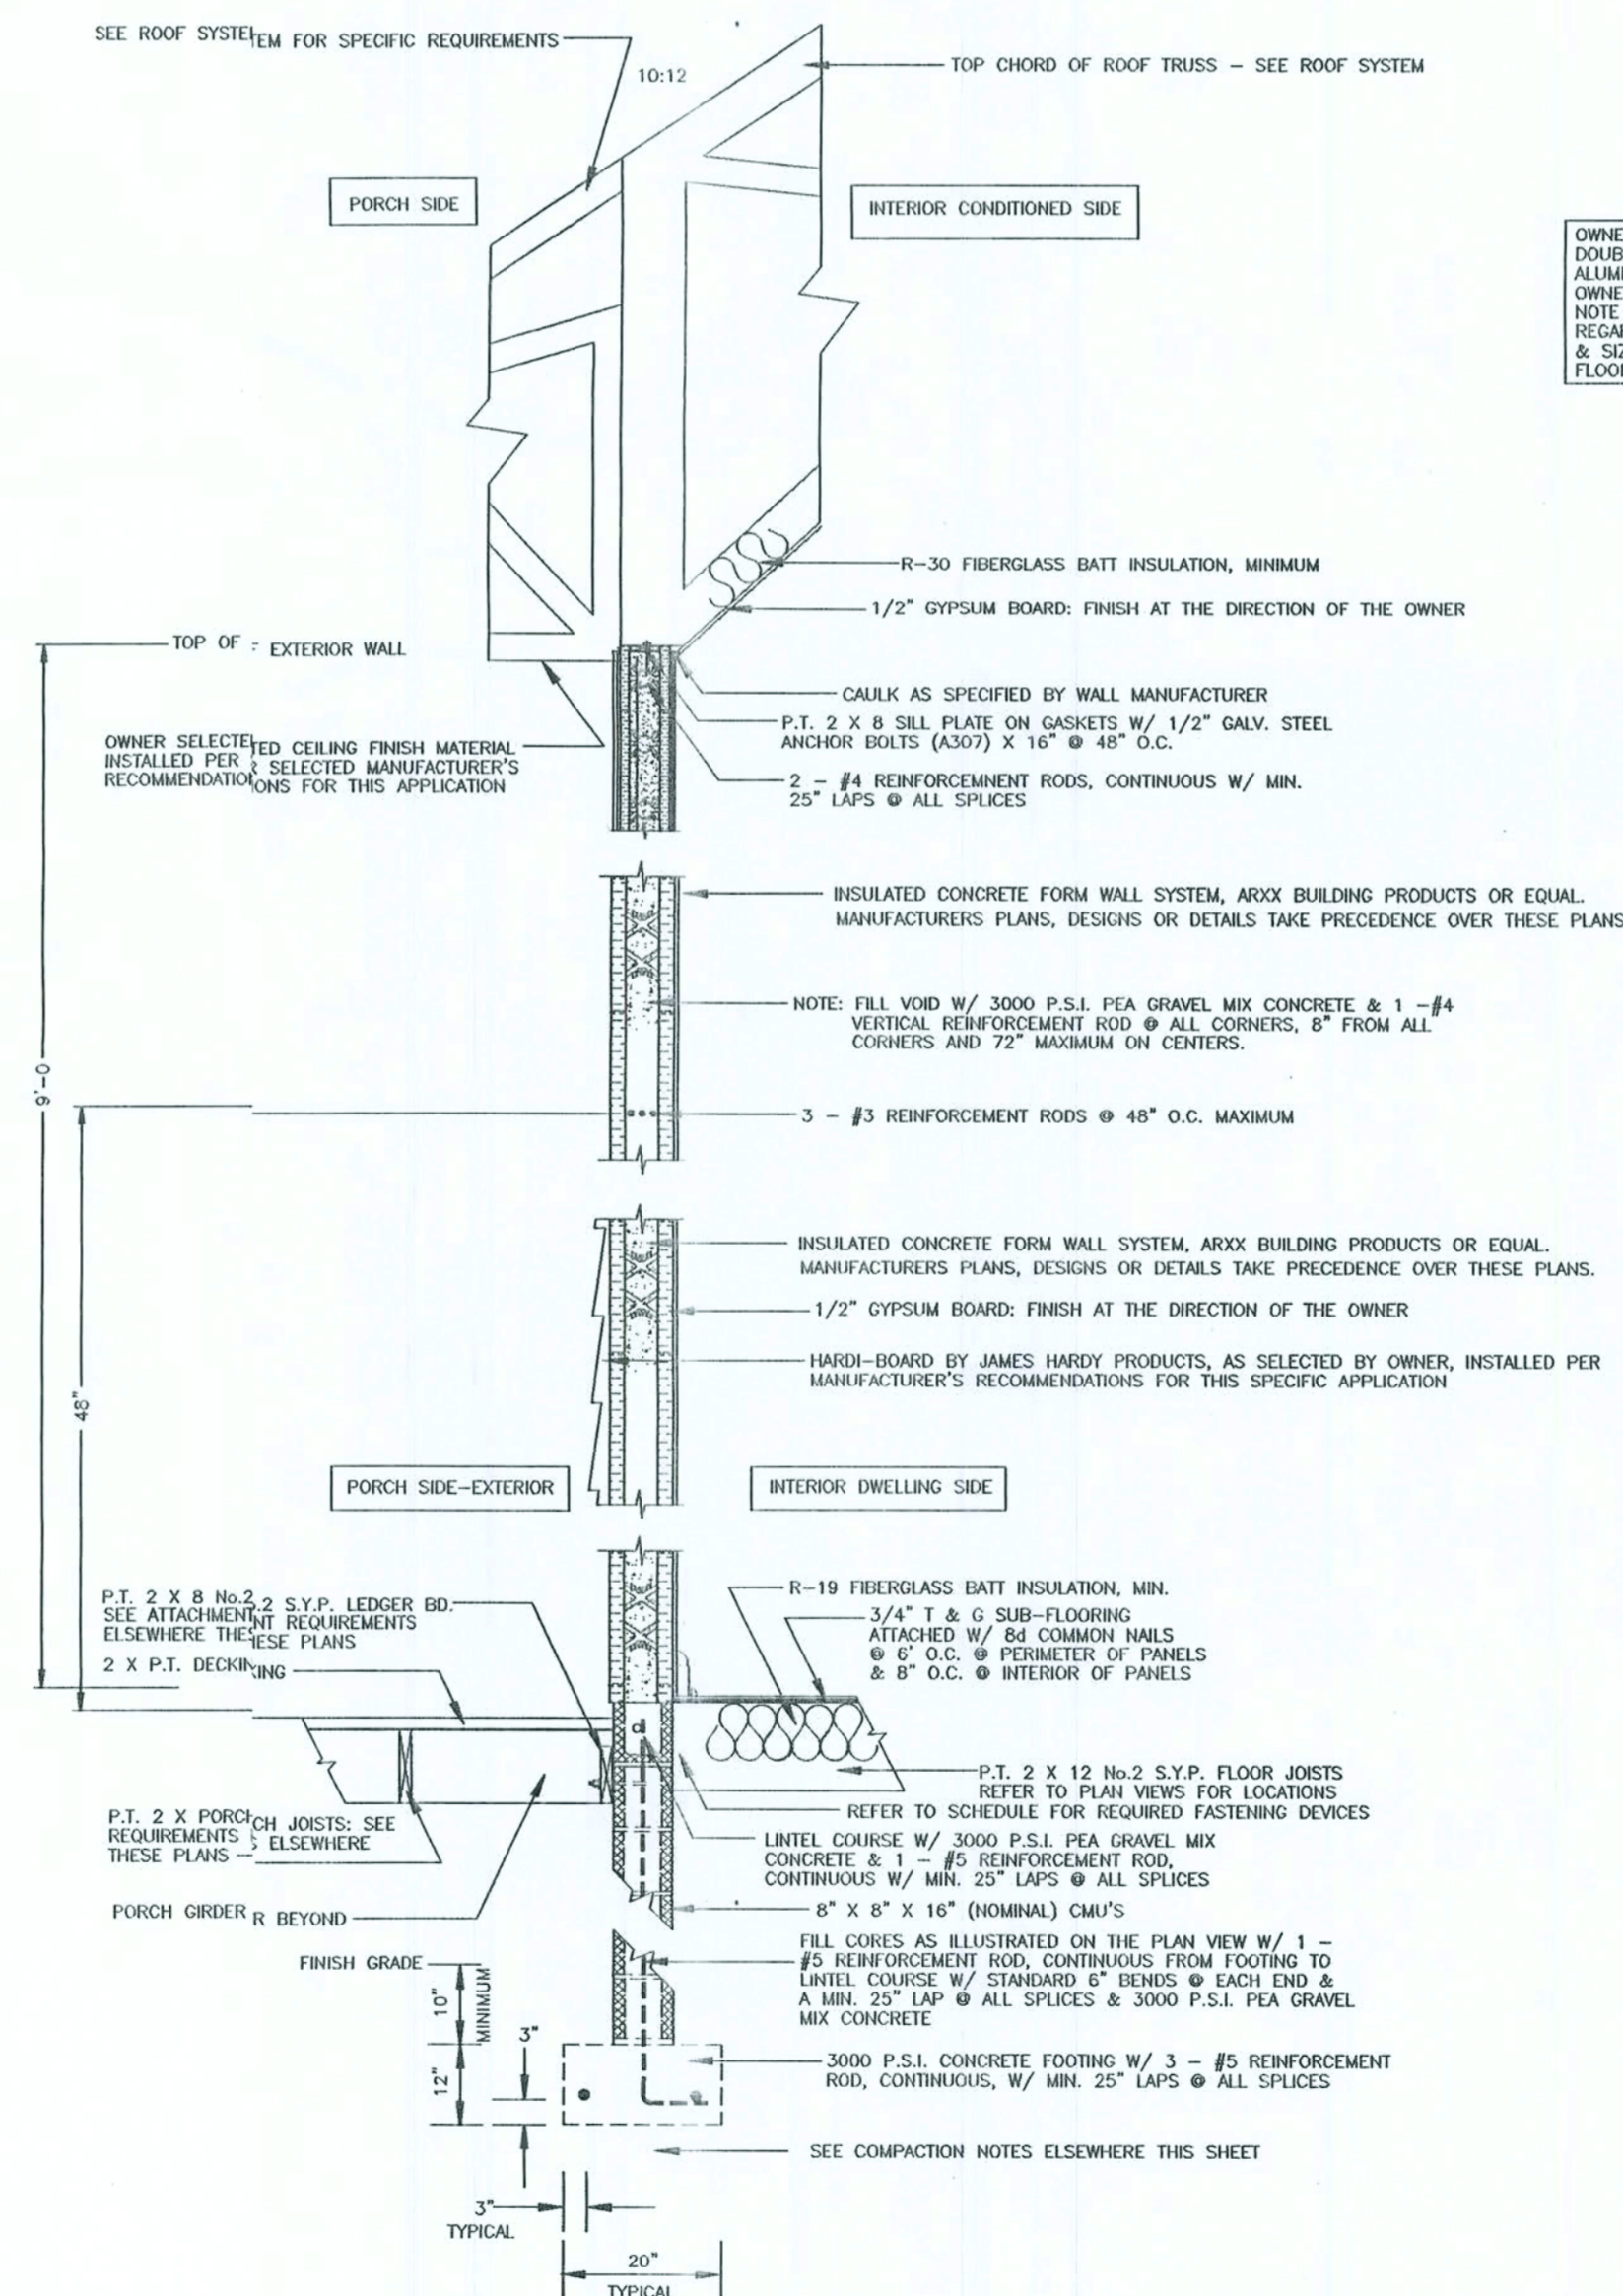 SEE ROOF SYSTEM FOR SPECIFIC REQUIREMENTS
10:12
TOP CHORD OF ROOF TRUSS – SEE ROOF SYSTEM
PORCH SIDE
INTERIOR CONDITIONED SIDE
OWNE
DOUB
ALUMI
OWNE
NOTE
REGA
& SIZ
FLOO
R-30 FIBERGLASS BATT INSULATION, MINIMUM
1/2" GYPSUM BOARD: FINISH AT THE DIRECTION OF THE OWNER
TOP OF EXTERIOR WALL
CAULK AS SPECIFIED BY WALL MANUFACTURER
P.T. 2 X 8 SILL PLATE ON GASKETS W/ 1/2" GALV. STEEL
ANCHOR BOLTS (A307) X 16" @ 48" O.C.
OWNER SELECTED CEILING FINISH MATERIAL
INSTALLED PER SELECTED MANUFACTURER'S
RECOMMENDATIONS FOR THIS APPLICATION
2 – #4 REINFORCEMNENT RODS, CONTINUOUS W/ MIN.
25" LAPS @ ALL SPLICES
INSULATED CONCRETE FORM WALL SYSTEM, ARXX BUILDING PRODUCTS OR EQUAL.
MANUFACTURERS PLANS, DESIGNS OR DETAILS TAKE PRECEDENCE OVER THESE PLANS
NOTE: FILL VOID W/ 3000 P.S.I. PEA GRAVEL MIX CONCRETE & 1 –#4
VERTICAL REINFORCEMENT ROD @ ALL CORNERS, 8" FROM ALL
CORNERS AND 72" MAXIMUM ON CENTERS.
9'-0
3 – #3 REINFORCEMENT RODS @ 48" O.C. MAXIMUM
INSULATED CONCRETE FORM WALL SYSTEM, ARXX BUILDING PRODUCTS OR EQUAL.
MANUFACTURERS PLANS, DESIGNS OR DETAILS TAKE PRECEDENCE OVER THESE PLANS.
1/2" GYPSUM BOARD: FINISH AT THE DIRECTION OF THE OWNER
HARDI-BOARD BY JAMES HARDY PRODUCTS, AS SELECTED BY OWNER, INSTALLED PER
MANUFACTURER'S RECOMMENDATIONS FOR THIS SPECIFIC APPLICATION
48"
PORCH SIDE-EXTERIOR
INTERIOR DWELLING SIDE
P.T. 2 X 8 No.2 S.Y.P. LEDGER BD.
SEE ATTACHMENT REQUIREMENTS
ELSEWHERE THESE PLANS
2 X P.T. DECKING
R-19 FIBERGLASS BATT INSULATION, MIN.
3/4" T & G SUB-FLOORING
ATTACHED W/ 8d COMMON NAILS
@ 6' O.C. @ PERIMETER OF PANELS
& 8" O.C. @ INTERIOR OF PANELS
P.T. 2 X 12 No.2 S.Y.P. FLOOR JOISTS
REFER TO PLAN VIEWS FOR LOCATIONS
REFER TO SCHEDULE FOR REQUIRED FASTENING DEVICES
P.T. 2 X PORCH JOISTS: SEE
REQUIREMENTS ELSEWHERE
THESE PLANS
LINTEL COURSE W/ 3000 P.S.I. PEA GRAVEL MIX
CONCRETE & 1 – #5 REINFORCEMENT ROD,
CONTINUOUS W/ MIN. 25" LAPS @ ALL SPLICES
PORCH GIRDER BEYOND
8" X 8" X 16" (NOMINAL) CMU'S
FINISH GRADE
FILL CORES AS ILLUSTRATED ON THE PLAN VIEW W/ 1 –
#5 REINFORCEMENT ROD, CONTINUOUS FROM FOOTING TO
LINTEL COURSE W/ STANDARD 6" BENDS @ EACH END &
A MIN. 25" LAP @ ALL SPLICES & 3000 P.S.I. PEA GRAVEL
MIX CONCRETE
10"
MINIMUM
3"
12"
3000 P.S.I. CONCRETE FOOTING W/ 3 – #5 REINFORCEMENT
ROD, CONTINUOUS, W/ MIN. 25" LAPS @ ALL SPLICES
SEE COMPACTION NOTES ELSEWHERE THIS SHEET
3"
TYPICAL
20"
TYPICAL